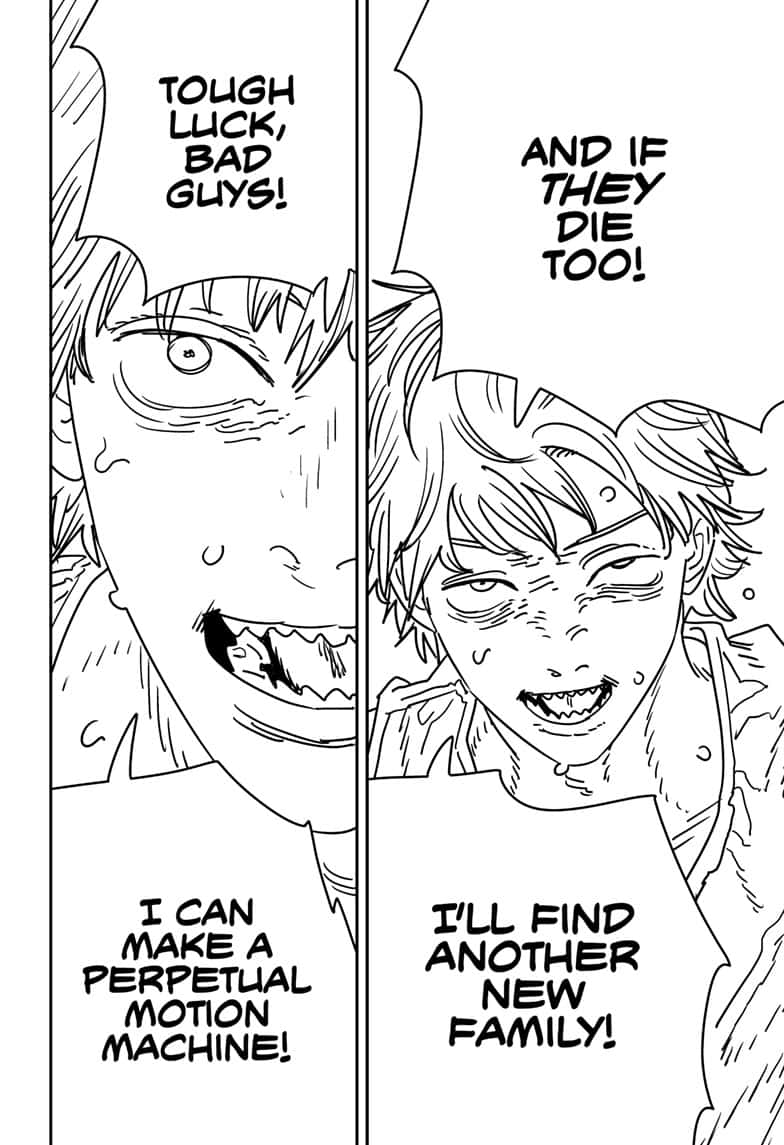 AND IF
THEY
DIE
TOO!
I'LL FIND
ANOTHER
NEW
FAMILY!
TOUGH
LUCK,
BAD
GUYS!
I CAN
MAKE A
PERPETUAL
MOTION
MACHINE!